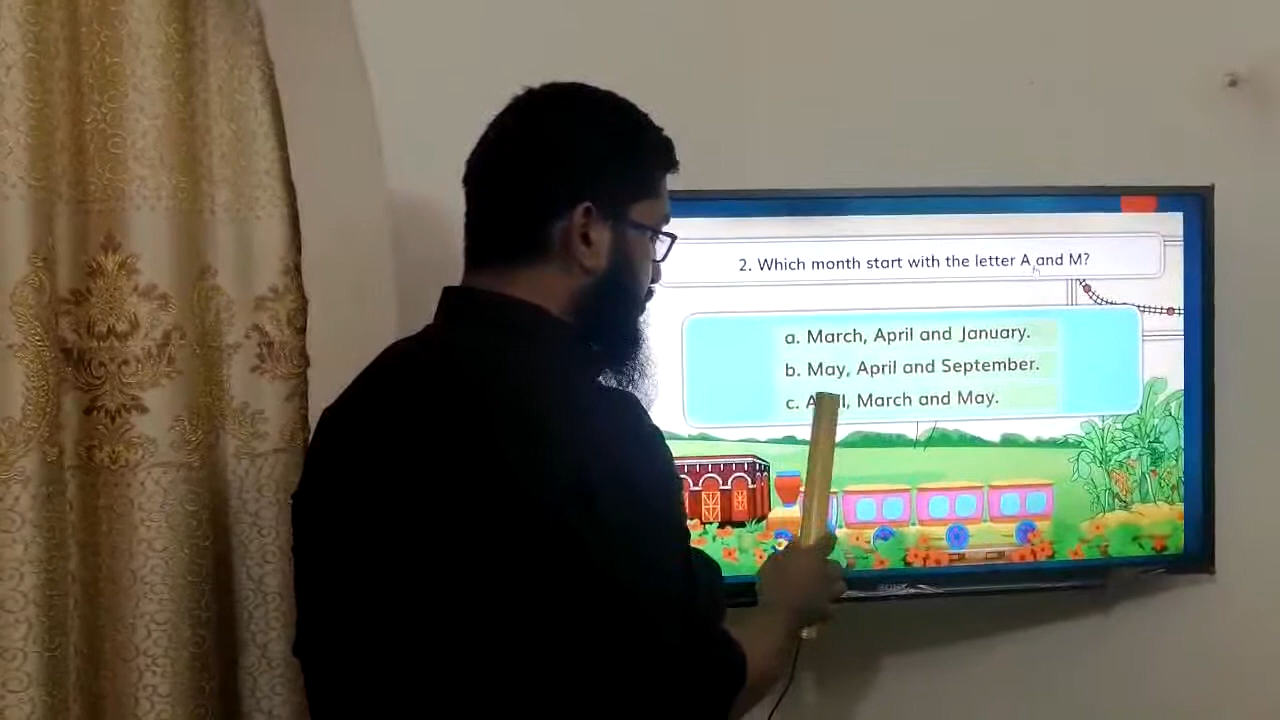 2. Which month start with the letter A and M?
a. March, April and January.
b. May, April and September.
c. March and May.
SONY